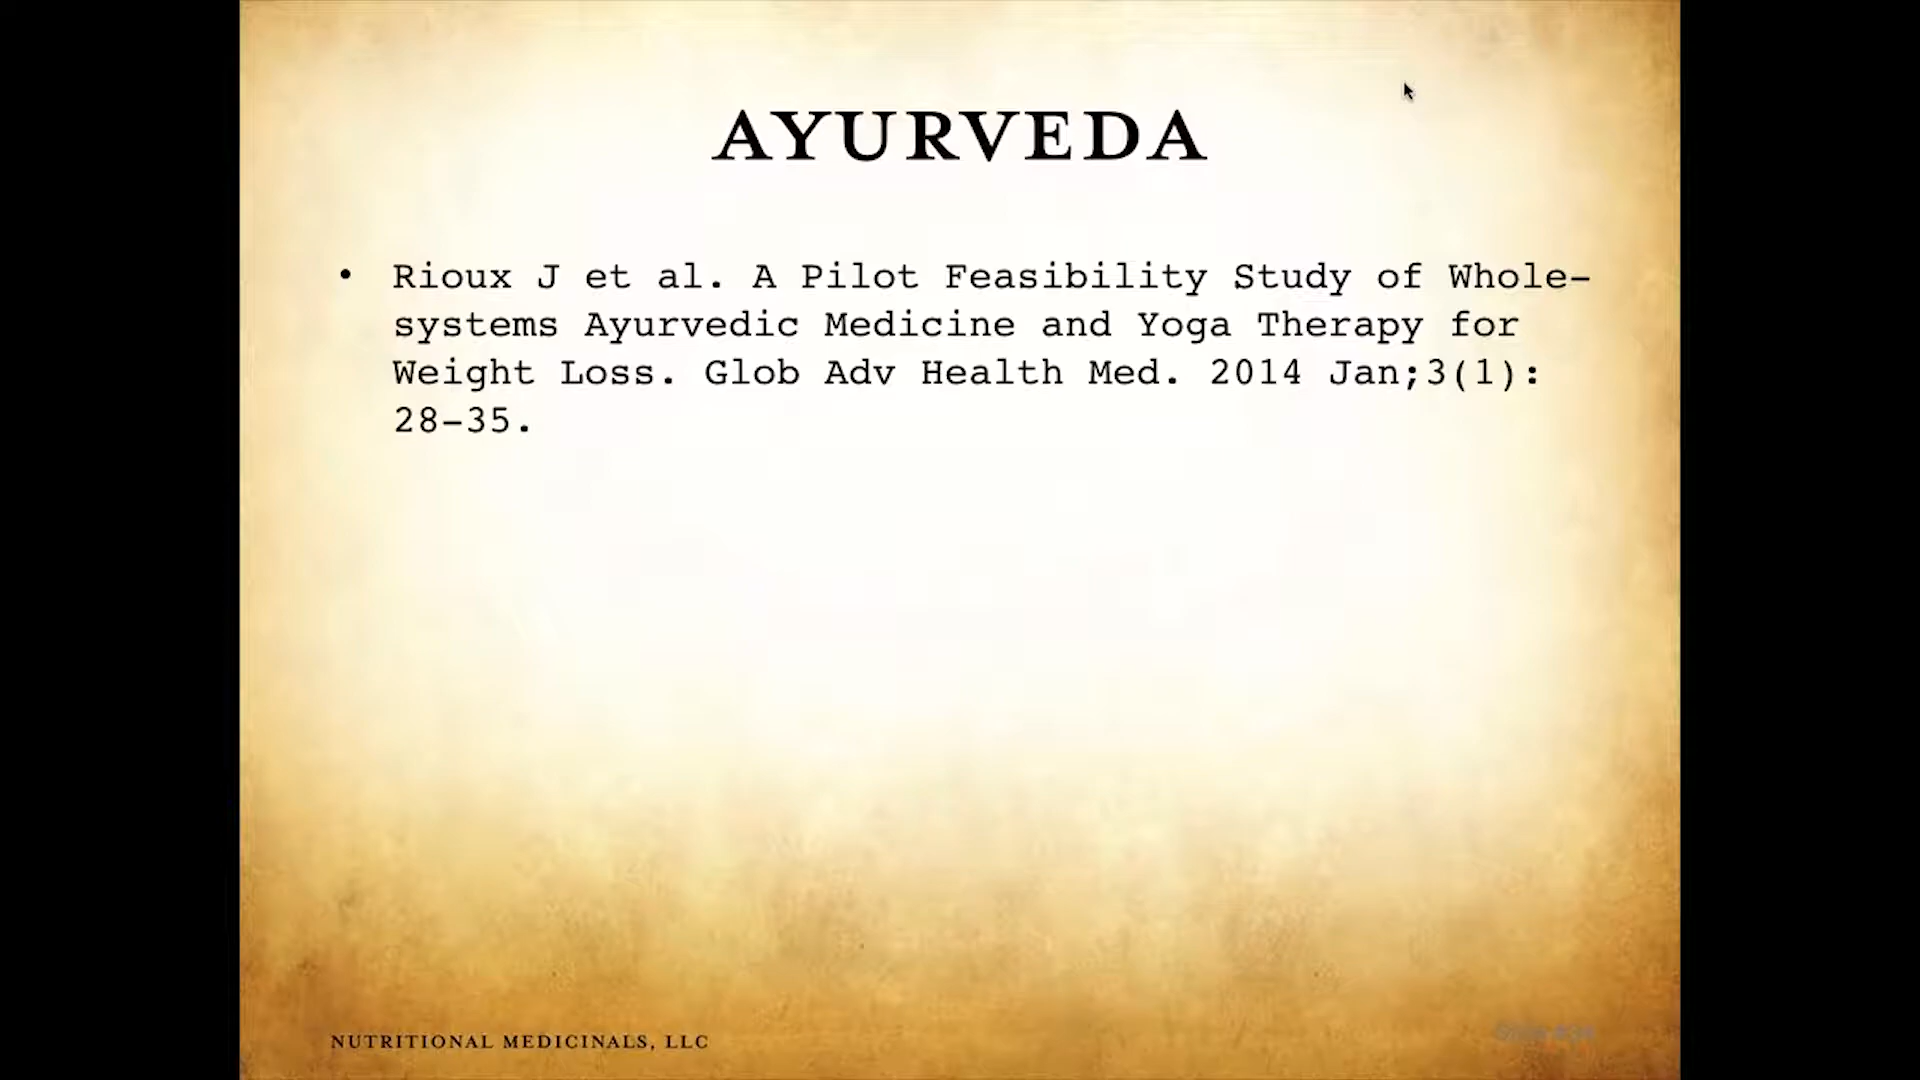 AYURVEDA
• Rioux J et al. A Pilot Feasibility Study of Whole-
systems Ayurvedic Medicine and Yoga Therapy for
Weight Loss. Glob Adv Health Med. 2014 Jan;3(1):
28-35.
NUTRITIONAL MEDICINALS, LLC